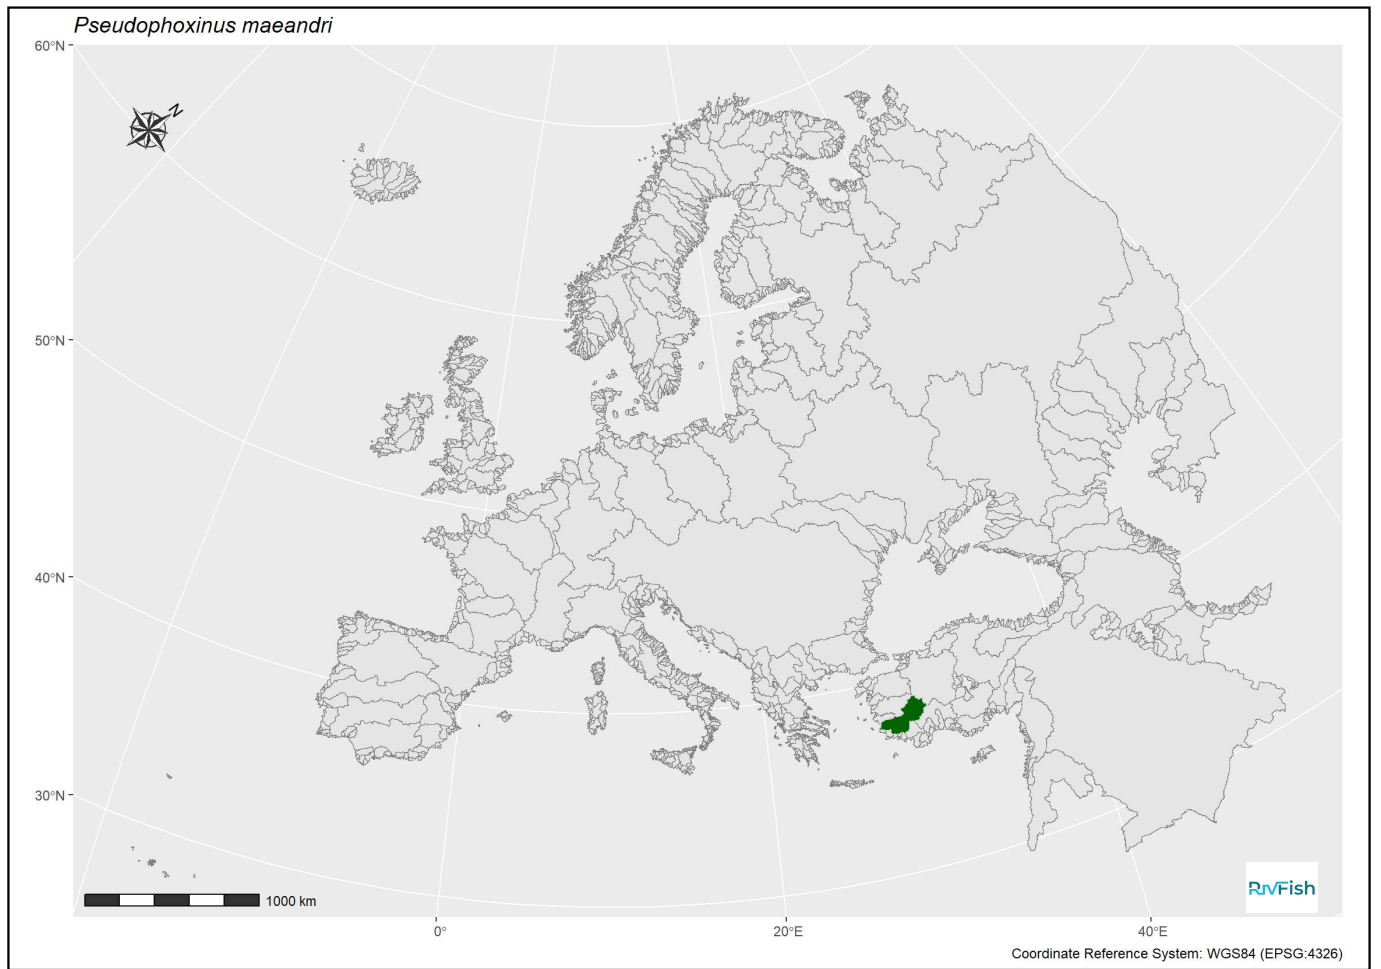 Pseudophoxinus maeandri
60°N
N
50°N
40°N
30°N
1000 km
RivFish
0°
20°E
40°E
Coordinate Reference System: WGS84 (EPSG:4326)